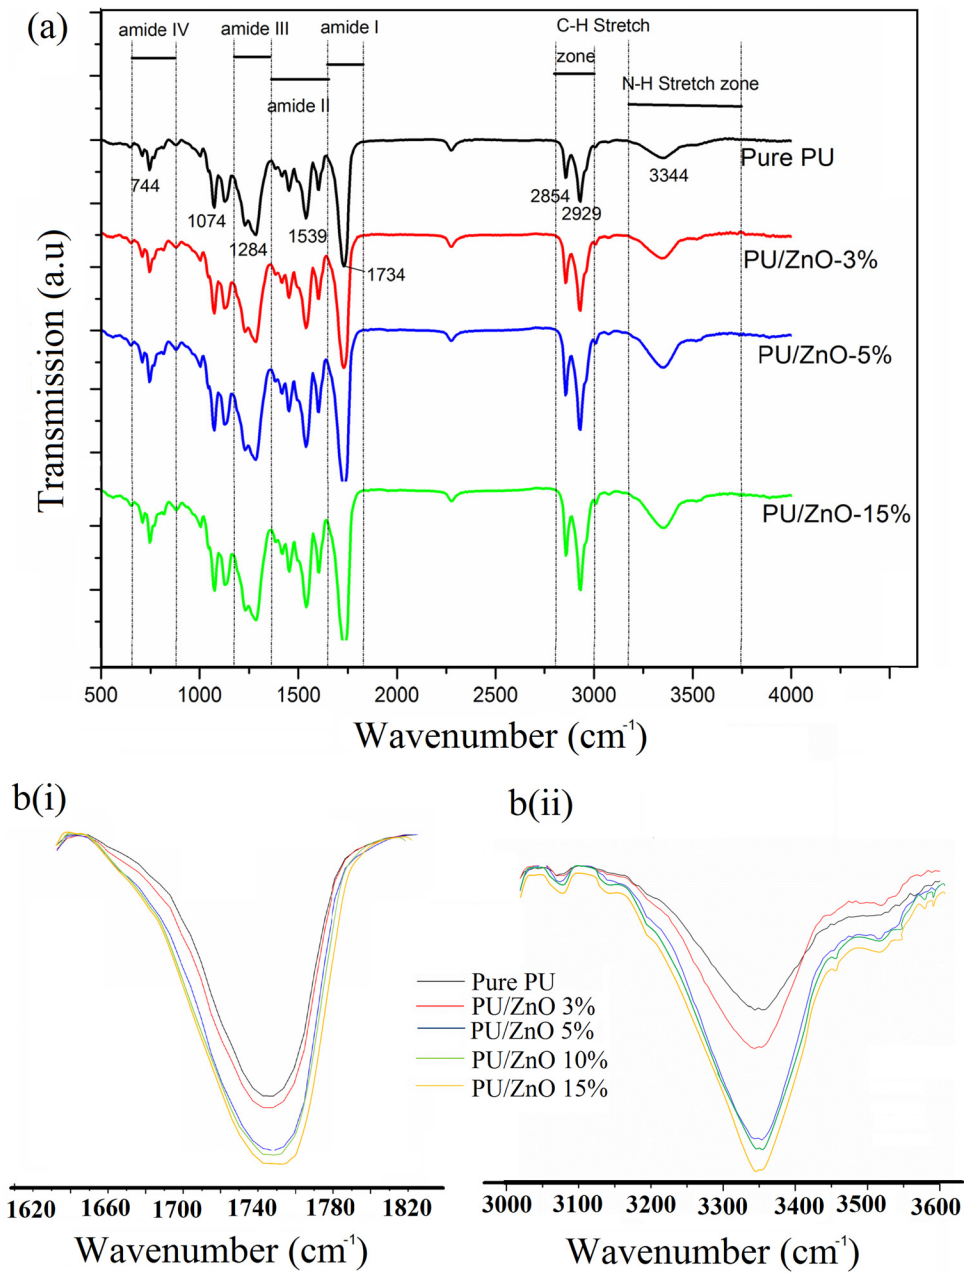 (a)
amide IV
amide III
amide I
C-H Stretch
zone
N-H Stretch zone
amide II
Pure PU
744
1074
1284
1539
1734
2854
2929
3344
PU/ZnO-3%
PU/ZnO-5%
PU/ZnO-15%
Transmission (a.u)
500 1000 1500 2000 2500 3000 3500 4000
Wavenumber (cm⁻¹)
b(i)
b(ii)
Pure PU
PU/ZnO 3%
PU/ZnO 5%
PU/ZnO 10%
PU/ZnO 15%
1620 1660 1700 1740 1780 1820
Wavenumber (cm⁻¹)
3000 3100 3200 3300 3400 3500 3600
Wavenumber (cm⁻¹)